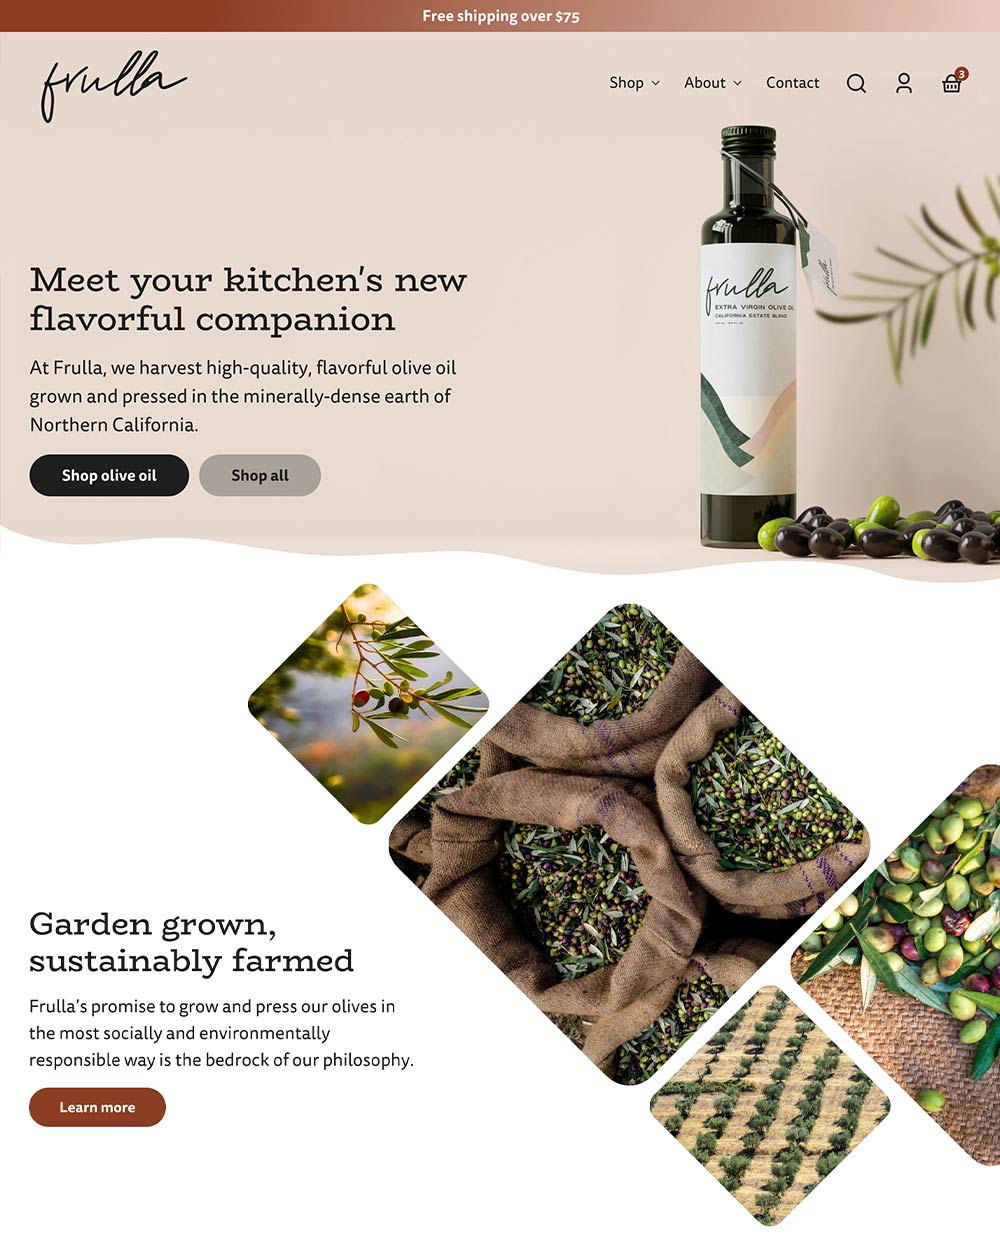 Free shipping over $75
frulla
Shop
About
Contact
3
frulla
EXTRA VIRGIN OLIVE OIL
CALIFORNIA ESTATE BLEND
frulla
Meet your kitchen's new
flavorful companion
At Frulla, we harvest high-quality, flavorful olive oil
grown and pressed in the minerally-dense earth of
Northern California.
Shop olive oil
Shop all
Garden grown,
sustainably farmed
Frulla's promise to grow and press our olives in
the most socially and environmentally
responsible way is the bedrock of our philosophy.
Learn more